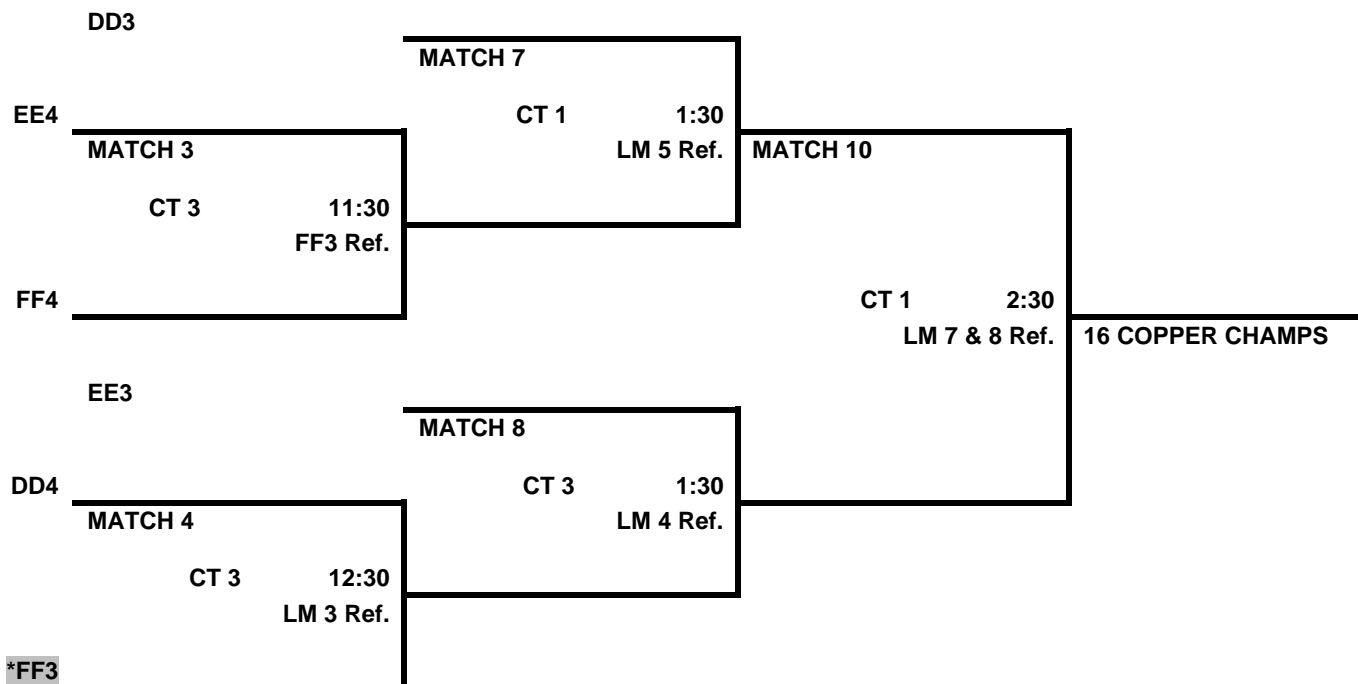 DD3
MATCH 7
EE4
CT 1 1:30
MATCH 3
LM 5 Ref.
MATCH 10
CT 3 11:30
FF3 Ref.
FF4
CT 1 2:30
LM 7 & 8 Ref.
16 COPPER CHAMPS
EE3
MATCH 8
DD4
CT 3 1:30
MATCH 4
LM 4 Ref.
CT 3 12:30
LM 3 Ref.
*FF3